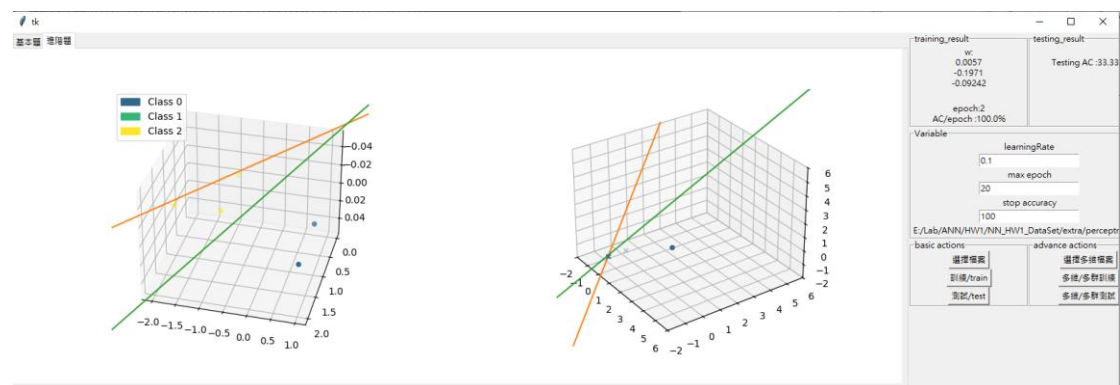 tk
基本題 進階題
Class 0
Class 1
Class 2
−0.04
−0.02
0.00
0.02
0.04
0.0
0.5
1.0
1.5
2.0
−2.0 −1.5 −1.0 −0.5 0.0 0.5 1.0
6
5
4
3
2
1
0
−1
−2
−2 −1 0 1 2 3 4 5 6
−2 −1 0 1 2 3 4 5 6
training_result
w:
0.0057
-0.1971
-0.09242
epoch:2
AC/epoch :100.0%
testing_result
Testing AC :33.33
Variable
learningRate
0.1
max epoch
20
stop accuracy
100
E:/Lab/ANN/HW1/NN_HW1_DataSet/extra/perceptr
basic actions
選擇檔案
訓練/train
測試/test
advance actions
選擇多維檔案
多維/多群訓練
多維/多群測試